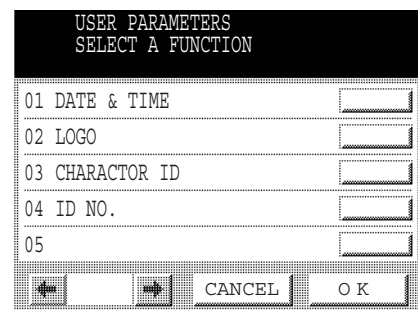 USER PARAMETERS
SELECT A FUNCTION
01 DATE & TIME
02 LOGO
03 CHARACTOR ID
04 ID NO.
05
CANCEL
O K